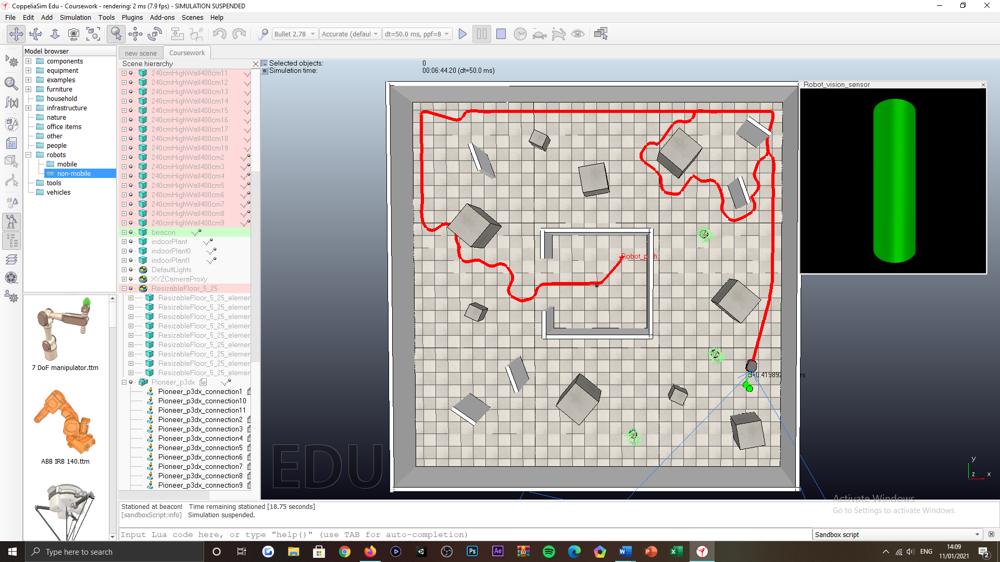 CoppeliaSim Edu - Coursework - rendering: 2 ms (7.9 fps) - SIMULATION SUSPENDED
File Edit Add Simulation Tools Plugins Add-ons Scenes Help
Bullet 2.78 Accurate (defaul dt=50.0 ms, ppf=8
Model browser
components
equipment
examples
furniture
household
infrastructure
nature
office items
other
people
robots
mobile
non-mobile
tools
vehicles
7 DoF manipulator.ttm
ABB IRB 140.ttm
new scene Coursework
Scene hierarchy
240cmHighWall400cm11
240cmHighWall400cm12
240cmHighWall400cm13
240cmHighWall400cm14
240cmHighWall400cm15
240cmHighWall400cm16
240cmHighWall400cm17
240cmHighWall400cm18
240cmHighWall400cm19
240cmHighWall400cm2
240cmHighWall400cm3
240cmHighWall400cm4
240cmHighWall400cm5
240cmHighWall400cm6
240cmHighWall400cm7
240cmHighWall400cm8
240cmHighWall400cm9
beacon
indoorPlant
indoorPlant0
indoorPlant1
DefaultLights
XYZCameraProxy
ResizableFloor_5_25
ResizableFloor_5_25_elemer
ResizableFloor_5_25_elemer
ResizableFloor_5_25_elemer
ResizableFloor_5_25_elemer
ResizableFloor_5_25_elemer
ResizableFloor_5_25_elemer
ResizableFloor_5_25_elemer
ResizableFloor_5_25_elemer
ResizableFloor_5_25_elemer
Pioneer_p3dx
Pioneer_p3dx_connection1
Pioneer_p3dx_connection10
Pioneer_p3dx_connection11
Pioneer_p3dx_connection2
Pioneer_p3dx_connection3
Pioneer_p3dx_connection4
Pioneer_p3dx_connection5
Pioneer_p3dx_connection6
Pioneer_p3dx_connection7
Pioneer_p3dx_connection8
Pioneer_p3dx_connection9
Selected objects: 0
Simulation time: 00:06:44.20 (dt=50.0 ms)
Robot_vision_sensor
EDU
y
z x
Activate Windows
Go to Settings to activate Windows.
Stationed at beacon! Time remaining stationed [18.75 seconds]
[sandboxScript:info] Simulation suspended.
Input Lua code here, or type "help()" (use TAB for auto-completion)
Sandbox script
Type here to search
Ps Ae
ENG
14:09
11/01/2021
2